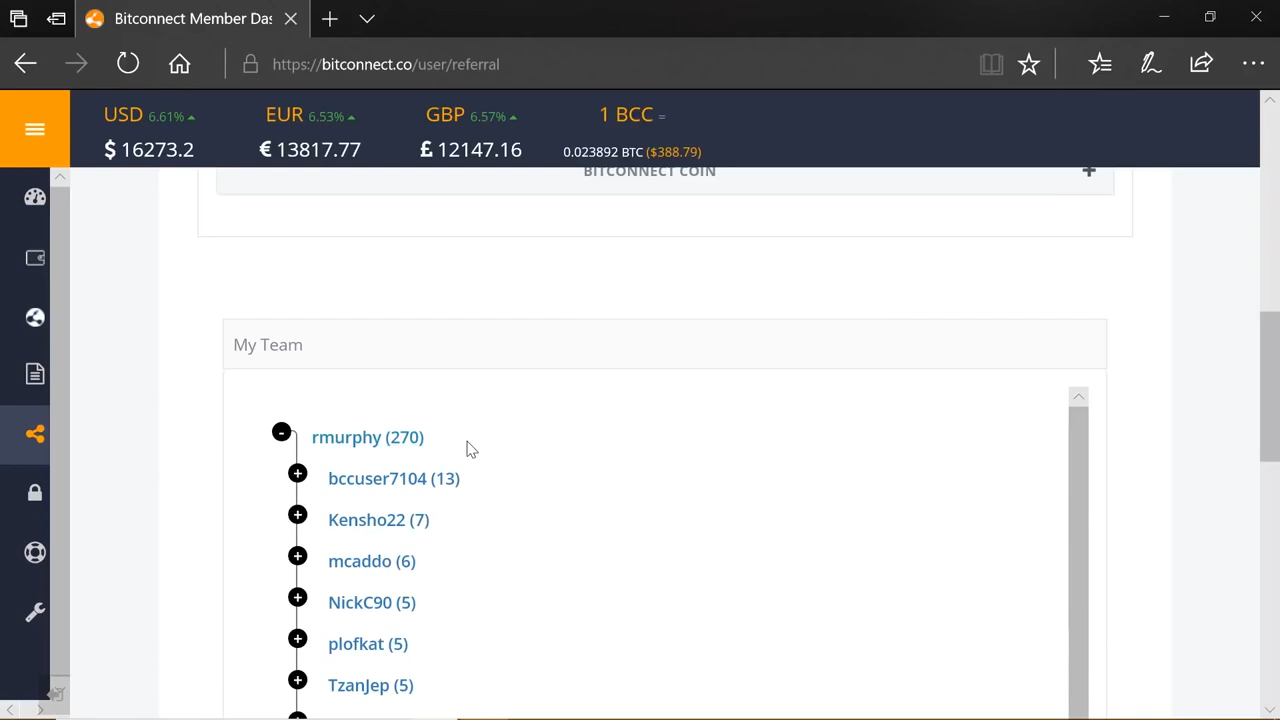 Bitconnect Member Das
https://bitconnect.co/user/referral
USD 6.61% EUR 6.53% GBP 6.57% 1 BCC =
$ 16273.2 € 13817.77 £ 12147.16 0.023892 BTC ($388.79)
BITCONNECT COIN
My Team
rmurphy (270)
bccuser7104 (13)
Kensho22 (7)
mcaddo (6)
NickC90 (5)
plofkat (5)
TzanJep (5)